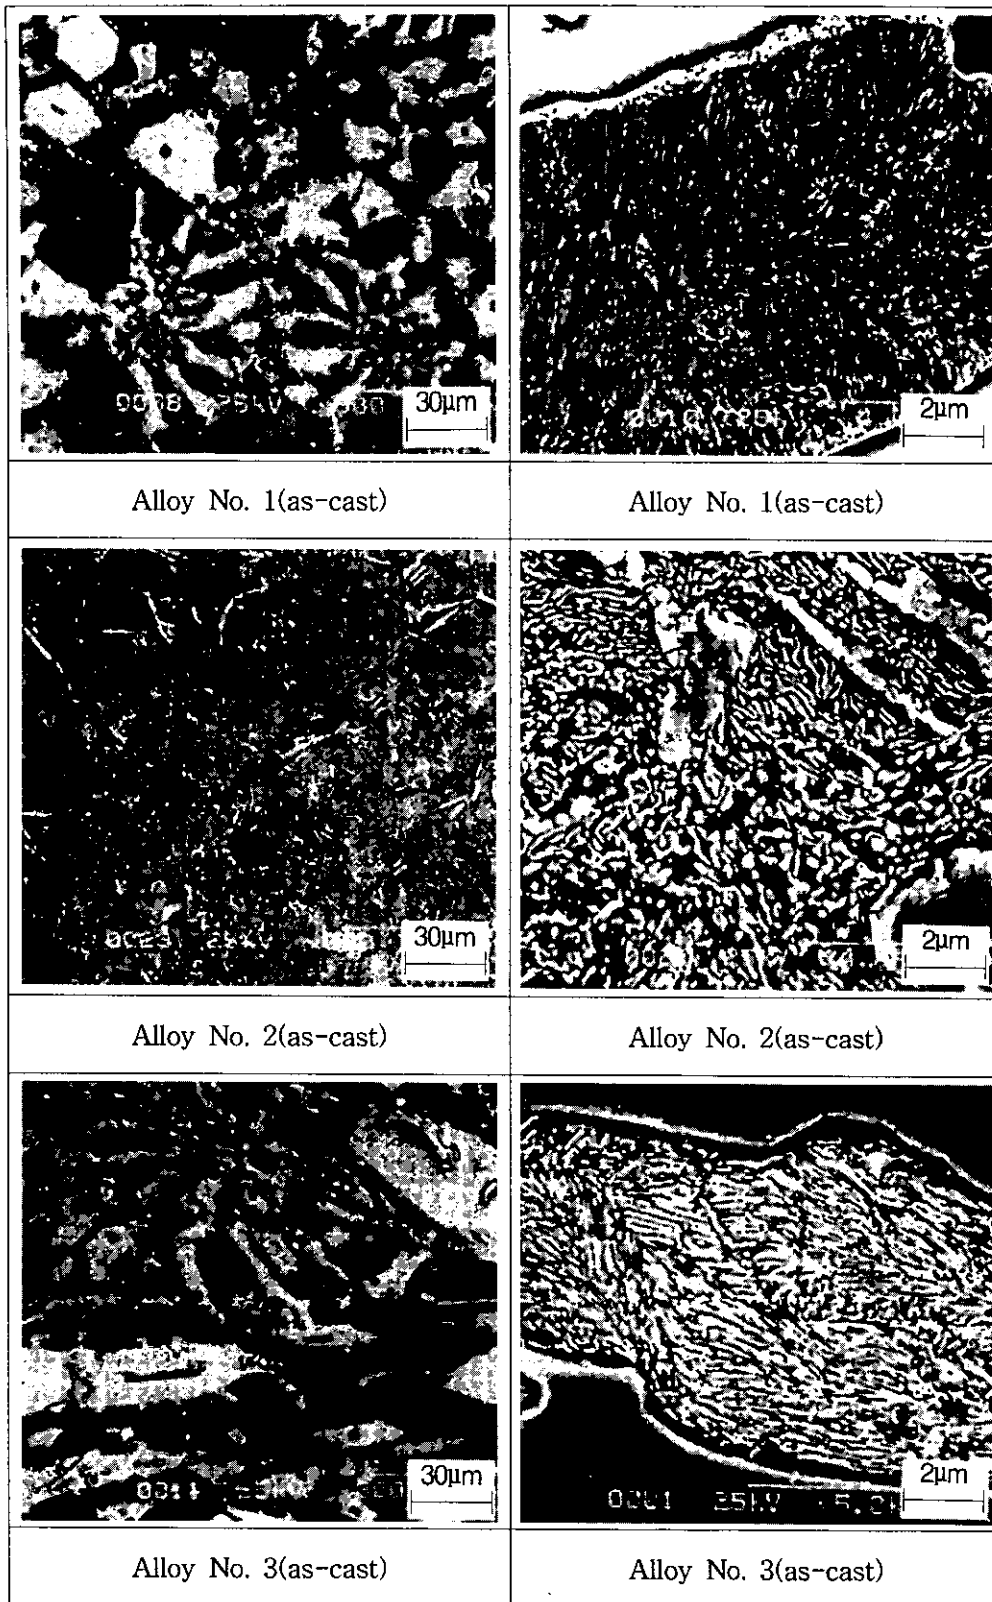 30μm
2μm
Alloy No. 1(as-cast)
Alloy No. 1(as-cast)
30μm
2μm
Alloy No. 2(as-cast)
Alloy No. 2(as-cast)
30μm
25kV
2μm
Alloy No. 3(as-cast)
Alloy No. 3(as-cast)